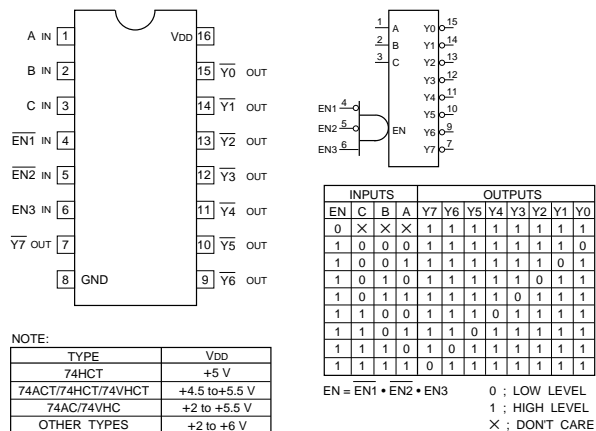 A IN 1
B IN 2
C IN 3
EN1 IN 4
EN2 IN 5
EN3 IN 6
Y7 OUT 7
8 GND
VDD 16
15 Y0 OUT
14 Y1 OUT
13 Y2 OUT
12 Y3 OUT
11 Y4 OUT
10 Y5 OUT
9 Y6 OUT
1 A Y0 15
2 B Y1 14
3 C Y2 13
Y3 12
Y4 11
EN1 4 Y5 10
EN2 5 EN Y6 9
EN3 6 Y7 7
INPUTS OUTPUTS
EN C B A Y7 Y6 Y5 Y4 Y3 Y2 Y1 Y0
0 × × × 1 1 1 1 1 1 1 1
1 0 0 0 1 1 1 1 1 1 1 0
1 0 0 1 1 1 1 1 1 1 0 1
1 0 1 0 1 1 1 1 1 0 1 1
1 0 1 1 1 1 1 1 0 1 1 1
1 1 0 0 1 1 1 0 1 1 1 1
1 1 0 1 1 1 0 1 1 1 1 1
1 1 1 0 1 0 1 1 1 1 1 1
1 1 1 1 0 1 1 1 1 1 1 1
EN = EN1 • EN2 • EN3
0 ; LOW LEVEL
1 ; HIGH LEVEL
× ; DON'T CARE
NOTE:
TYPE VDD
74HCT +5 V
74ACT/74HCT/74VHCT +4.5 to+5.5 V
74AC/74VHC +2 to +5.5 V
OTHER TYPES +2 to +6 V